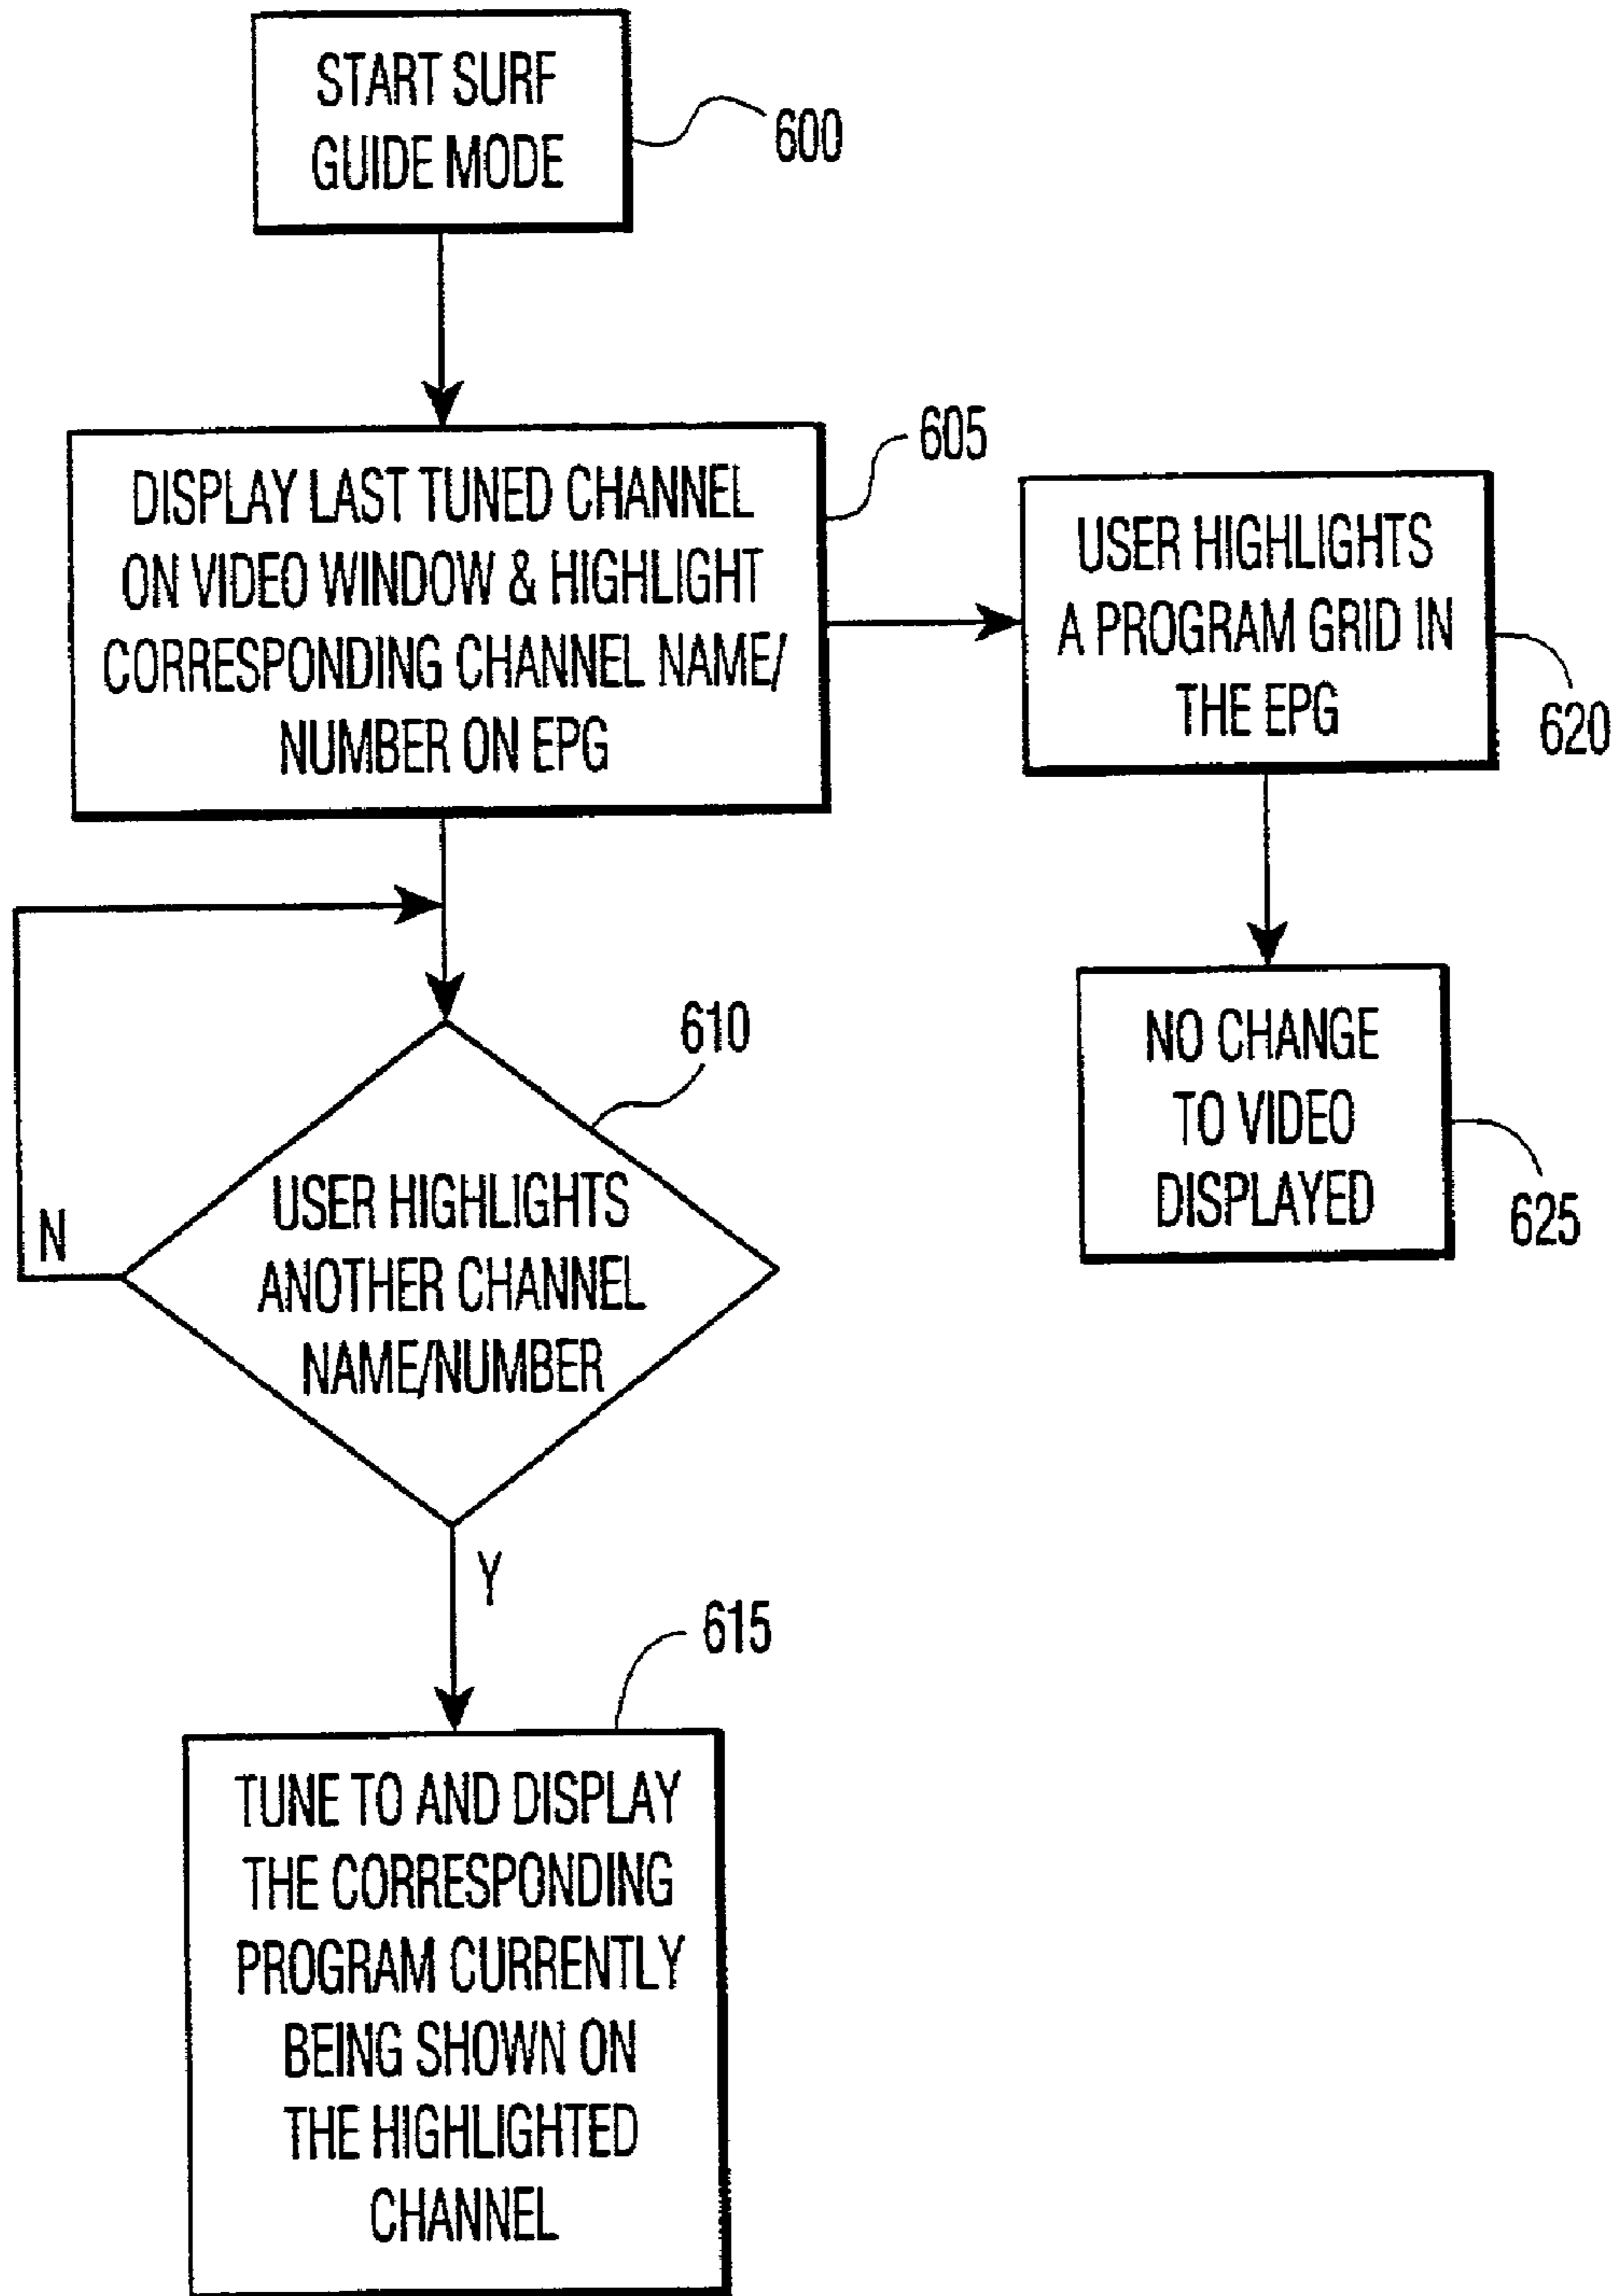 START SURF
GUIDE MODE
600
DISPLAY LAST TUNED CHANNEL
ON VIDEO WINDOW & HIGHLIGHT
CORRESPONDING CHANNEL NAME/
NUMBER ON EPG
605
USER HIGHLIGHTS
A PROGRAM GRID IN
THE EPG
620
NO CHANGE
TO VIDEO
DISPLAYED
625
610
USER HIGHLIGHTS
ANOTHER CHANNEL
NAME/NUMBER
N
Y
615
TUNE TO AND DISPLAY
THE CORRESPONDING
PROGRAM CURRENTLY
BEING SHOWN ON
THE HIGHLIGHTED
CHANNEL